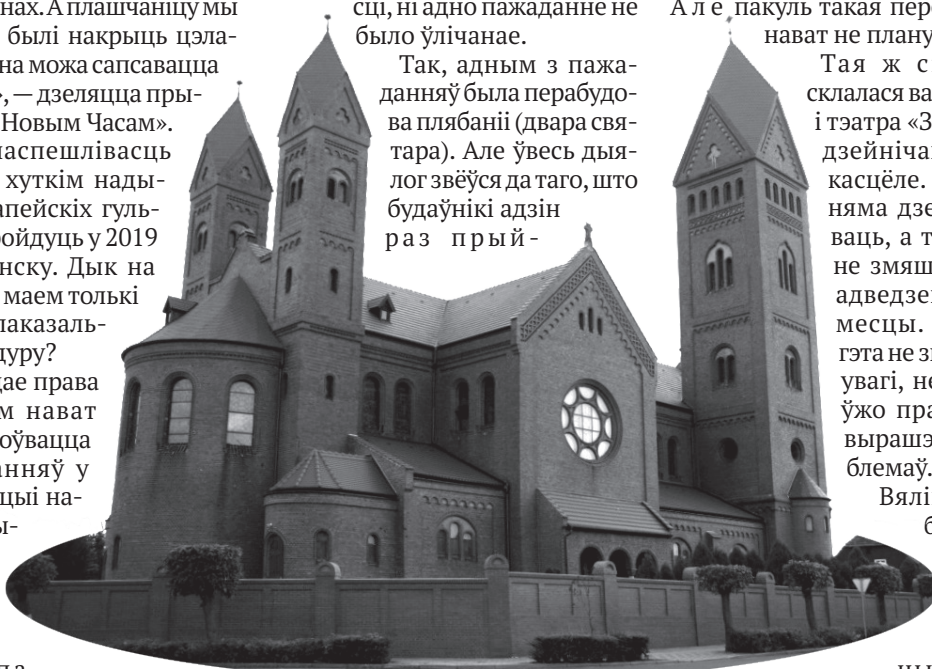 нах. А плашчаніцу мы
былі накрыць цэла-
на можа сапсавацца
», — дзеляцца пры-
Новым Часам».
наспешлівасць
хуткім нады-
апейскіх гуль-
ройдуць у 2019
нску. Дык на
маем толькі
паказаль-
дуру?
дае права
м нават
оўвацца
анняў у
цыі на-
ы-
сці, ні адно пажаданне не
было ўлічанае.
Так, адным з пажа-
данняў была перабудо-
ва плябаніі (двара свя-
тара). Але ўвесь дыя-
лог звёўся да таго, што
будаўнікі адзін
раз прый-
Але пакуль такая пер
нават не плану
Тая ж с
склалася ва
і тэатра «З
дзейніча
касцёле.
няма дзе
ваць, а т
не змяш
адведзе
месцы.
гэта не з
увагі, не
ўжо пра
вырашэ
блемаў.
Вялі
б